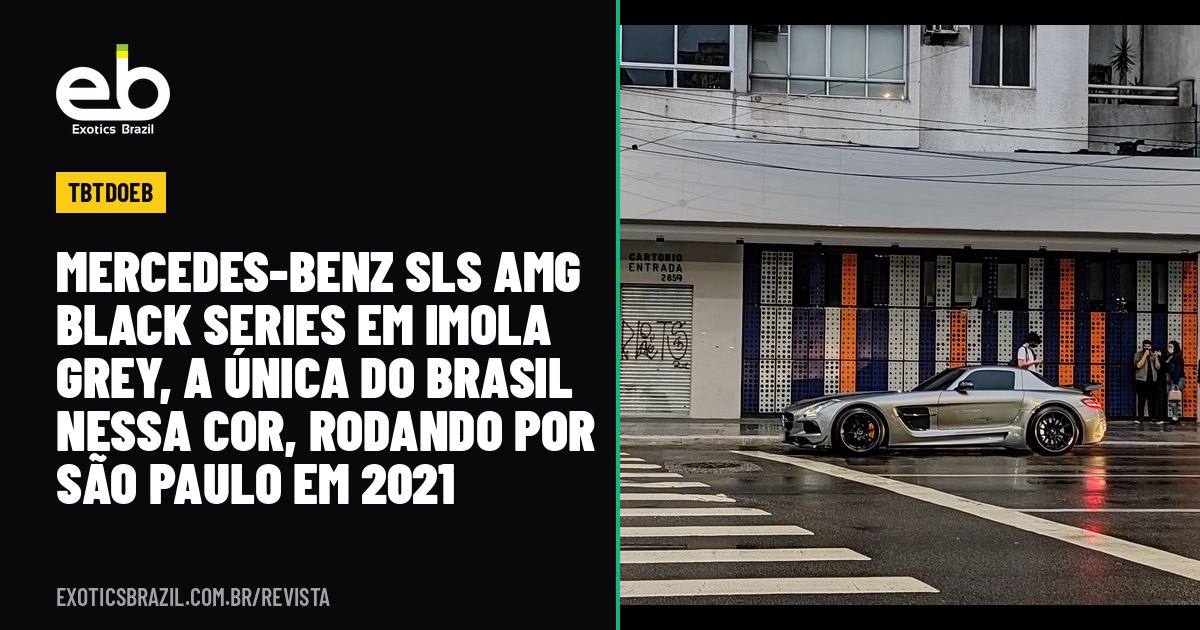 eb
Exotics Brazil
TBTDOEB
MERCEDES-BENZ SLS AMG
BLACK SERIES EM IMOLA
GREY, A ÚNICA DO BRASIL
NESSA COR, RODANDO POR
SÃO PAULO EM 2021
EXOTICSBRAZIL.COM.BR/REVISTA
CARTORIO
ENTRADA
2859